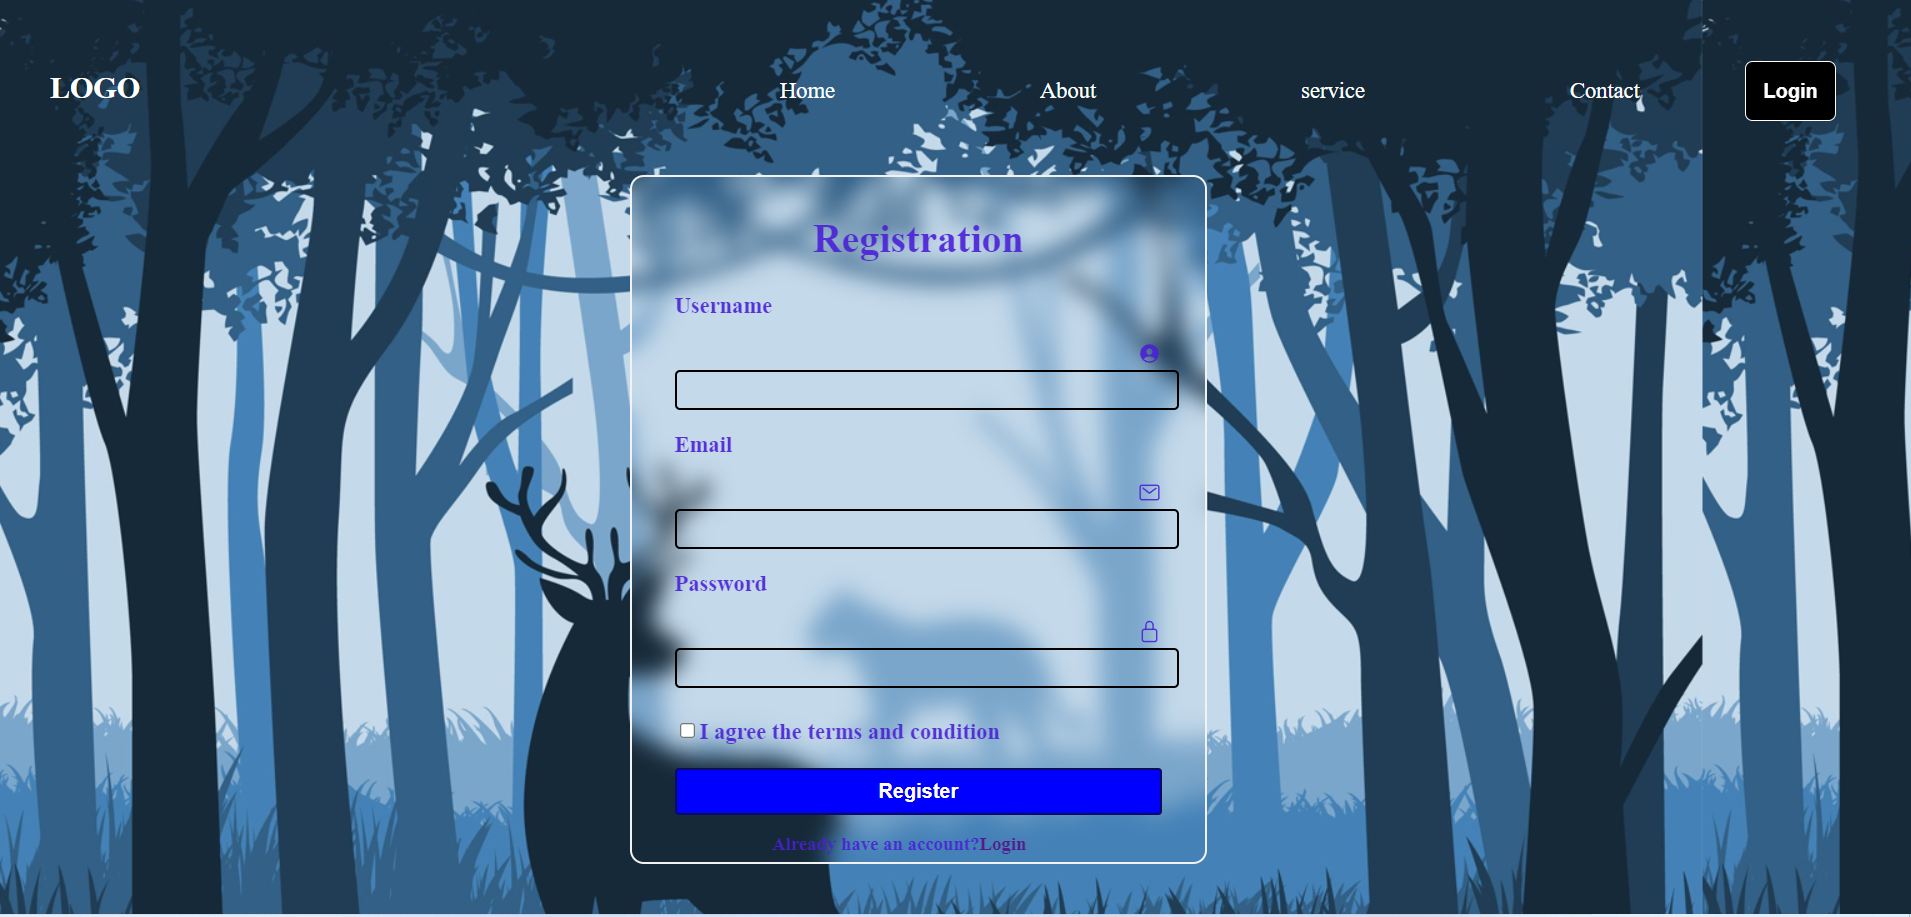 LOGO Home About service Contact Login
Registration
Username
Email
Password
I agree the terms and condition
Register
Already have an account?Login